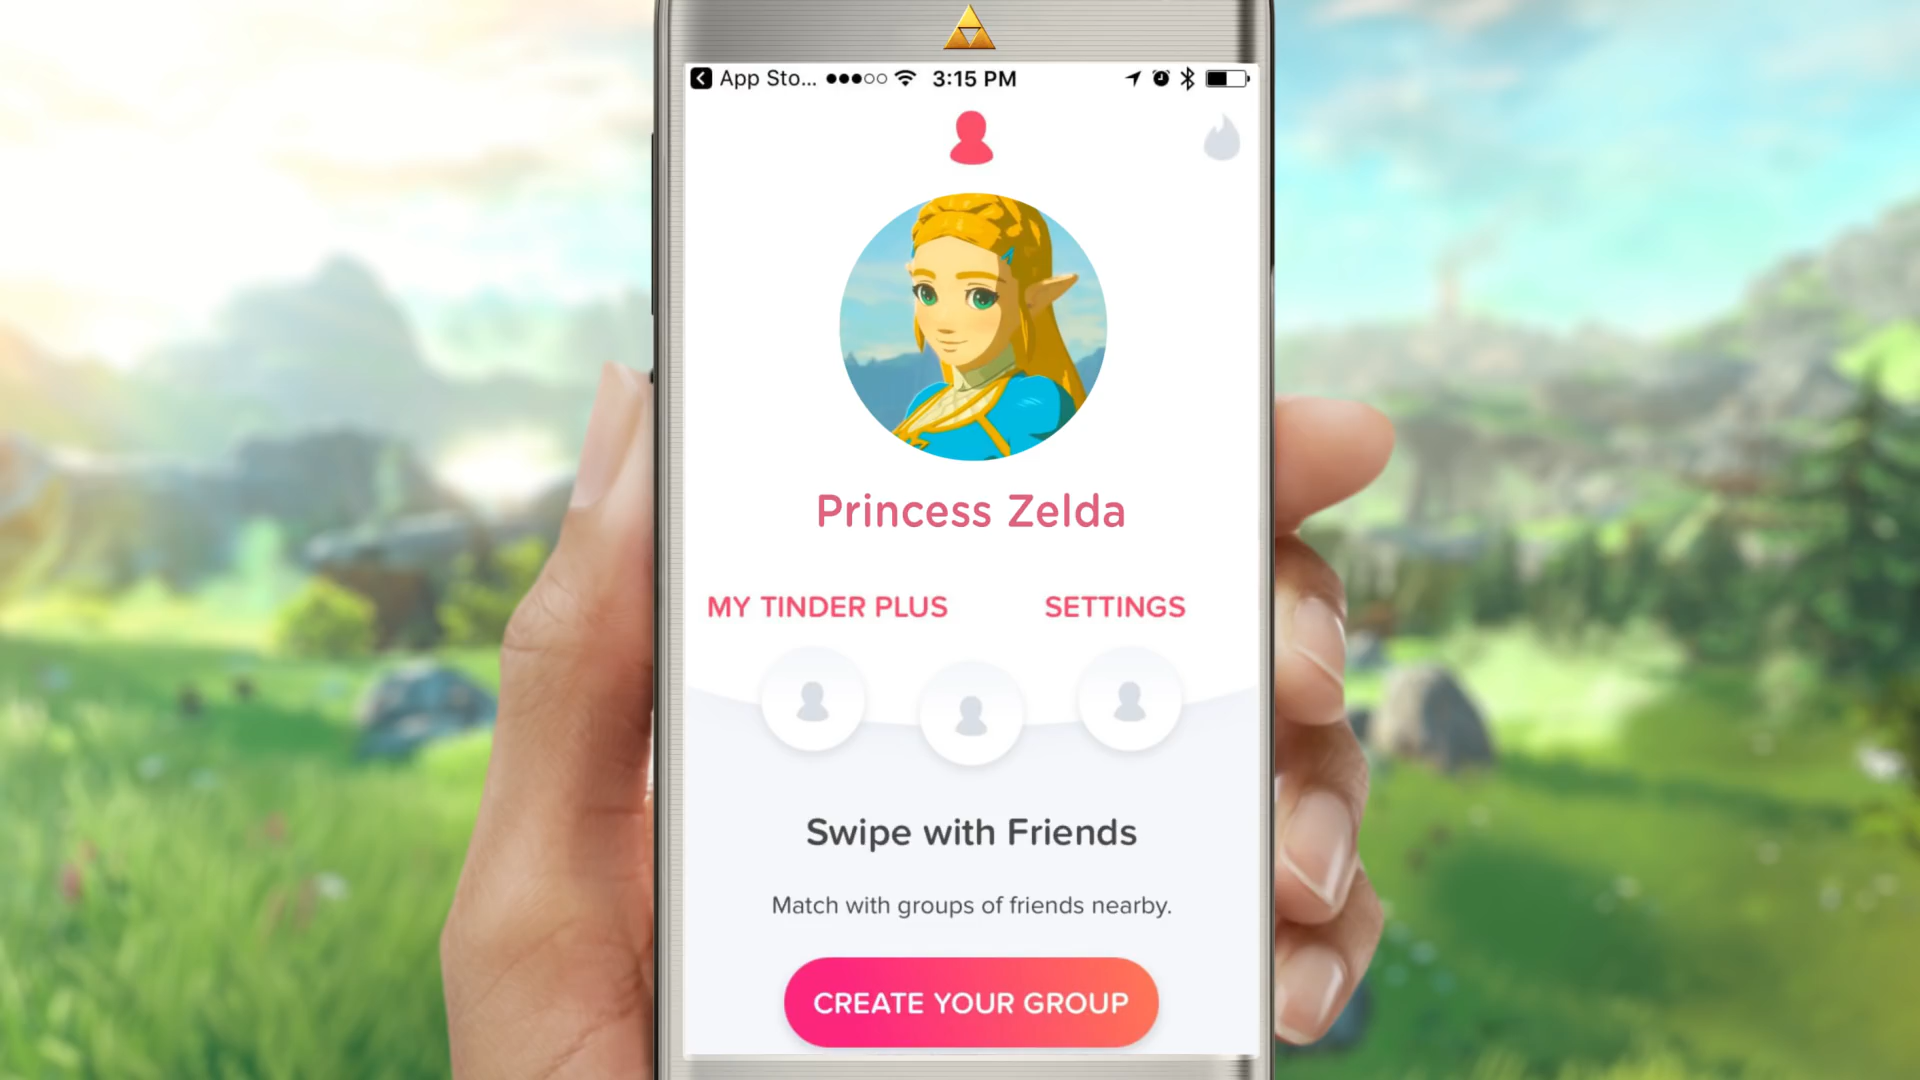 App Sto... 3:15 PM
Princess Zelda
MY TINDER PLUS SETTINGS
Swipe with Friends
Match with groups of friends nearby.
CREATE YOUR GROUP